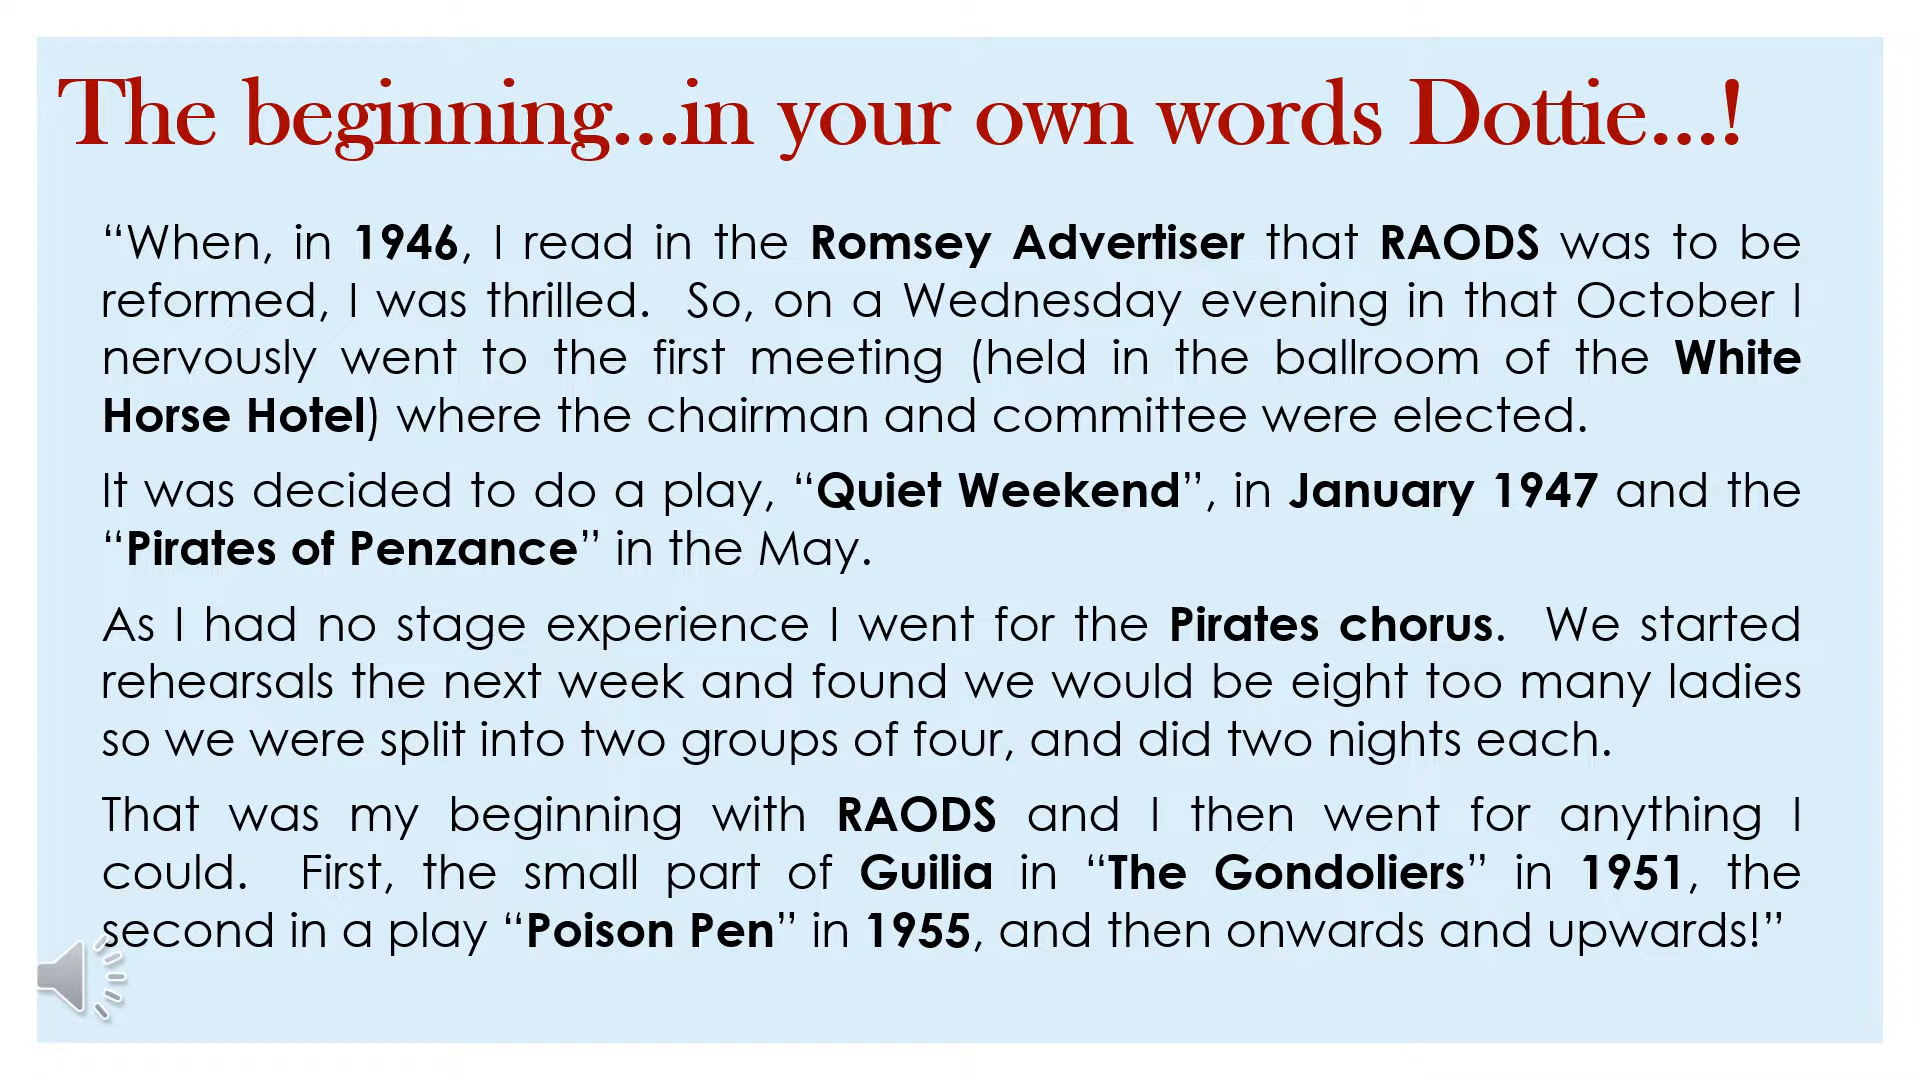 The beginning...in your own words Dottie...!
“When, in 1946, I read in the Romsey Advertiser that RAODS was to be
reformed, I was thrilled.  So, on a Wednesday evening in that October I
nervously went to the first meeting (held in the ballroom of the White
Horse Hotel) where the chairman and committee were elected.
It was decided to do a play, “Quiet Weekend”, in January 1947 and the
“Pirates of Penzance” in the May.
As I had no stage experience I went for the Pirates chorus.  We started
rehearsals the next week and found we would be eight too many ladies
so we were split into two groups of four, and did two nights each.
That was my beginning with RAODS and I then went for anything I
could.  First, the small part of Guilia in “The Gondoliers” in 1951, the
second in a play “Poison Pen” in 1955, and then onwards and upwards!”